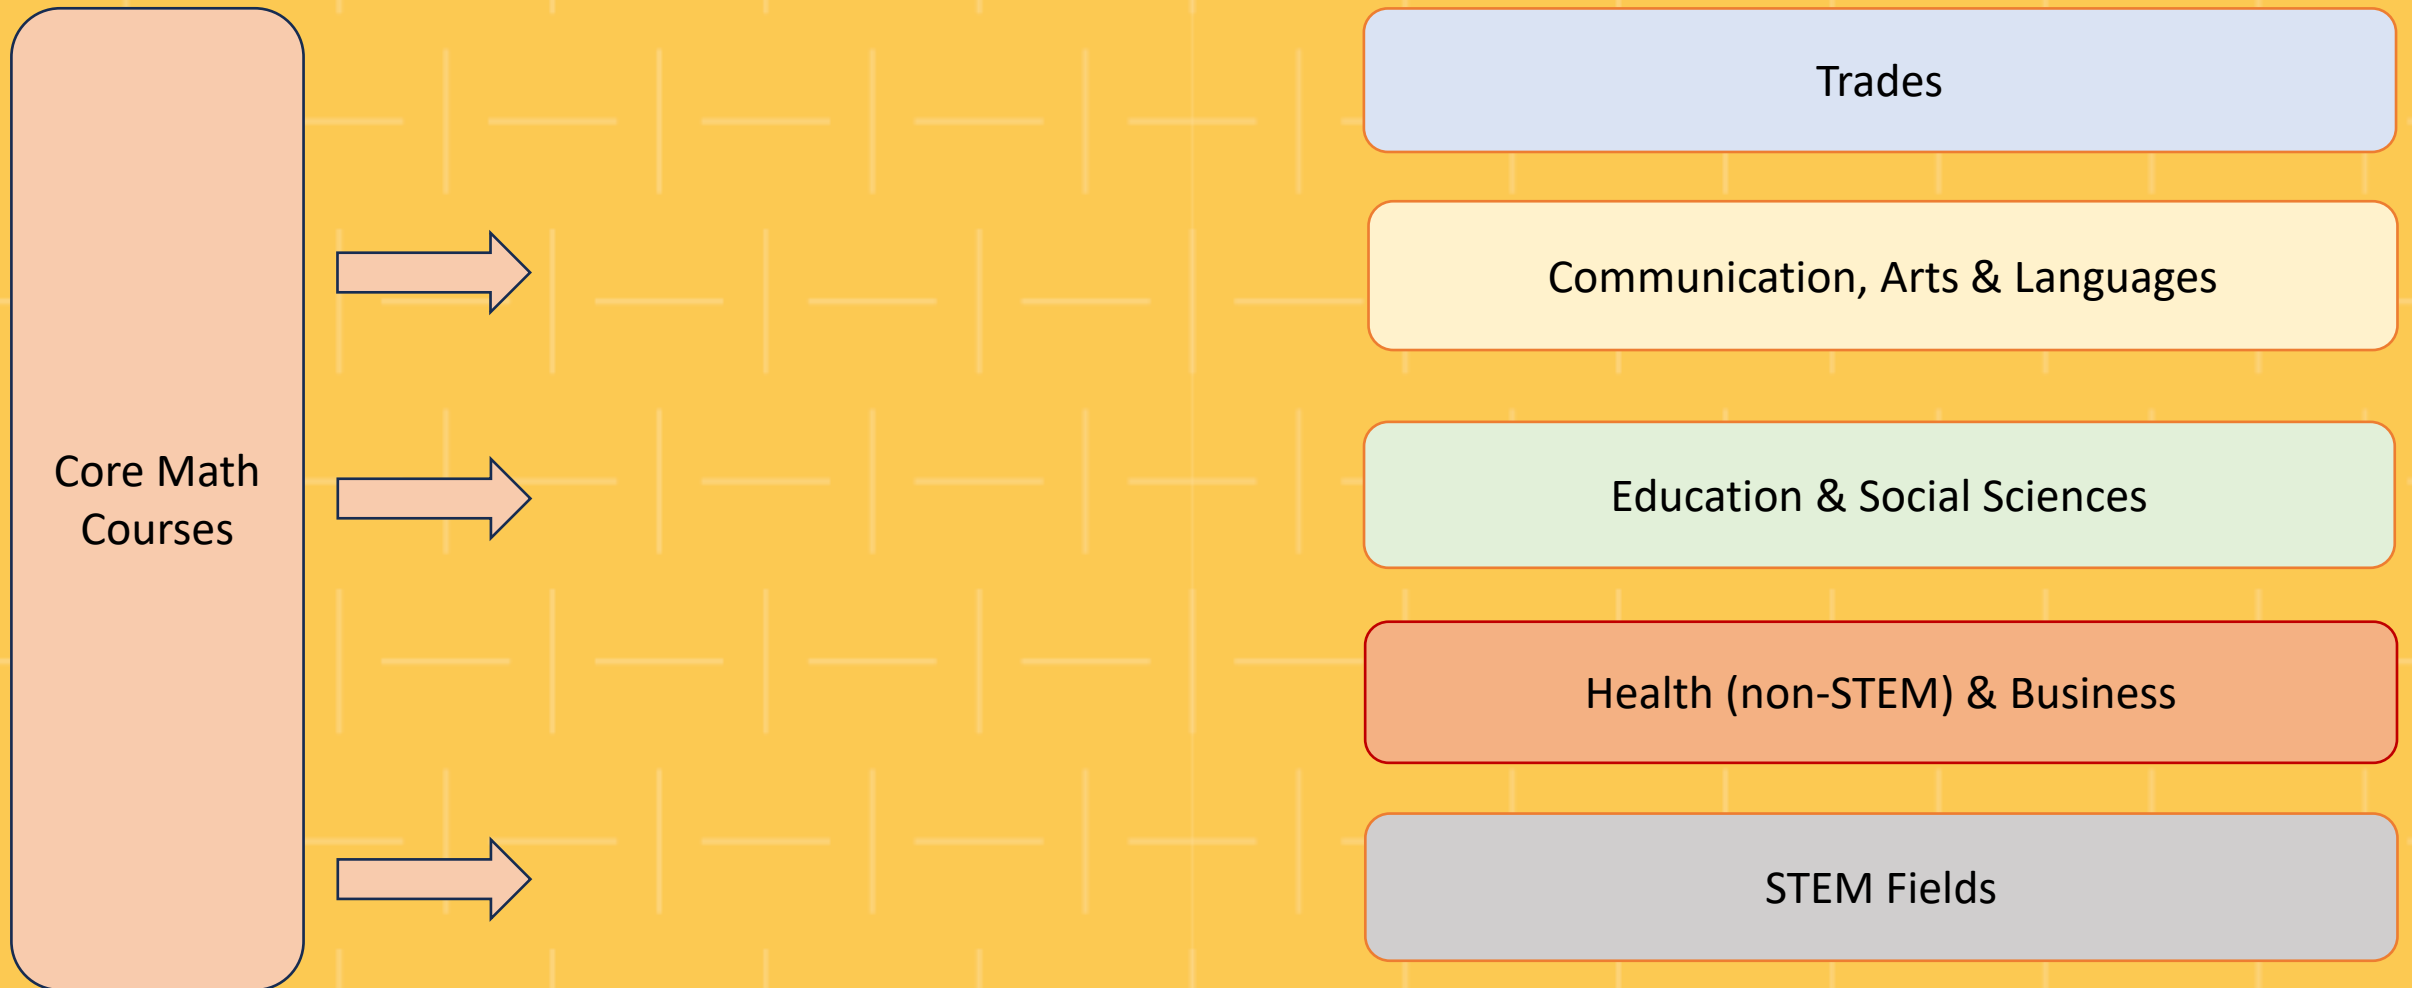 Core Math
Courses
Trades
Communication, Arts & Languages
Education & Social Sciences
Health (non-STEM) & Business
STEM Fields